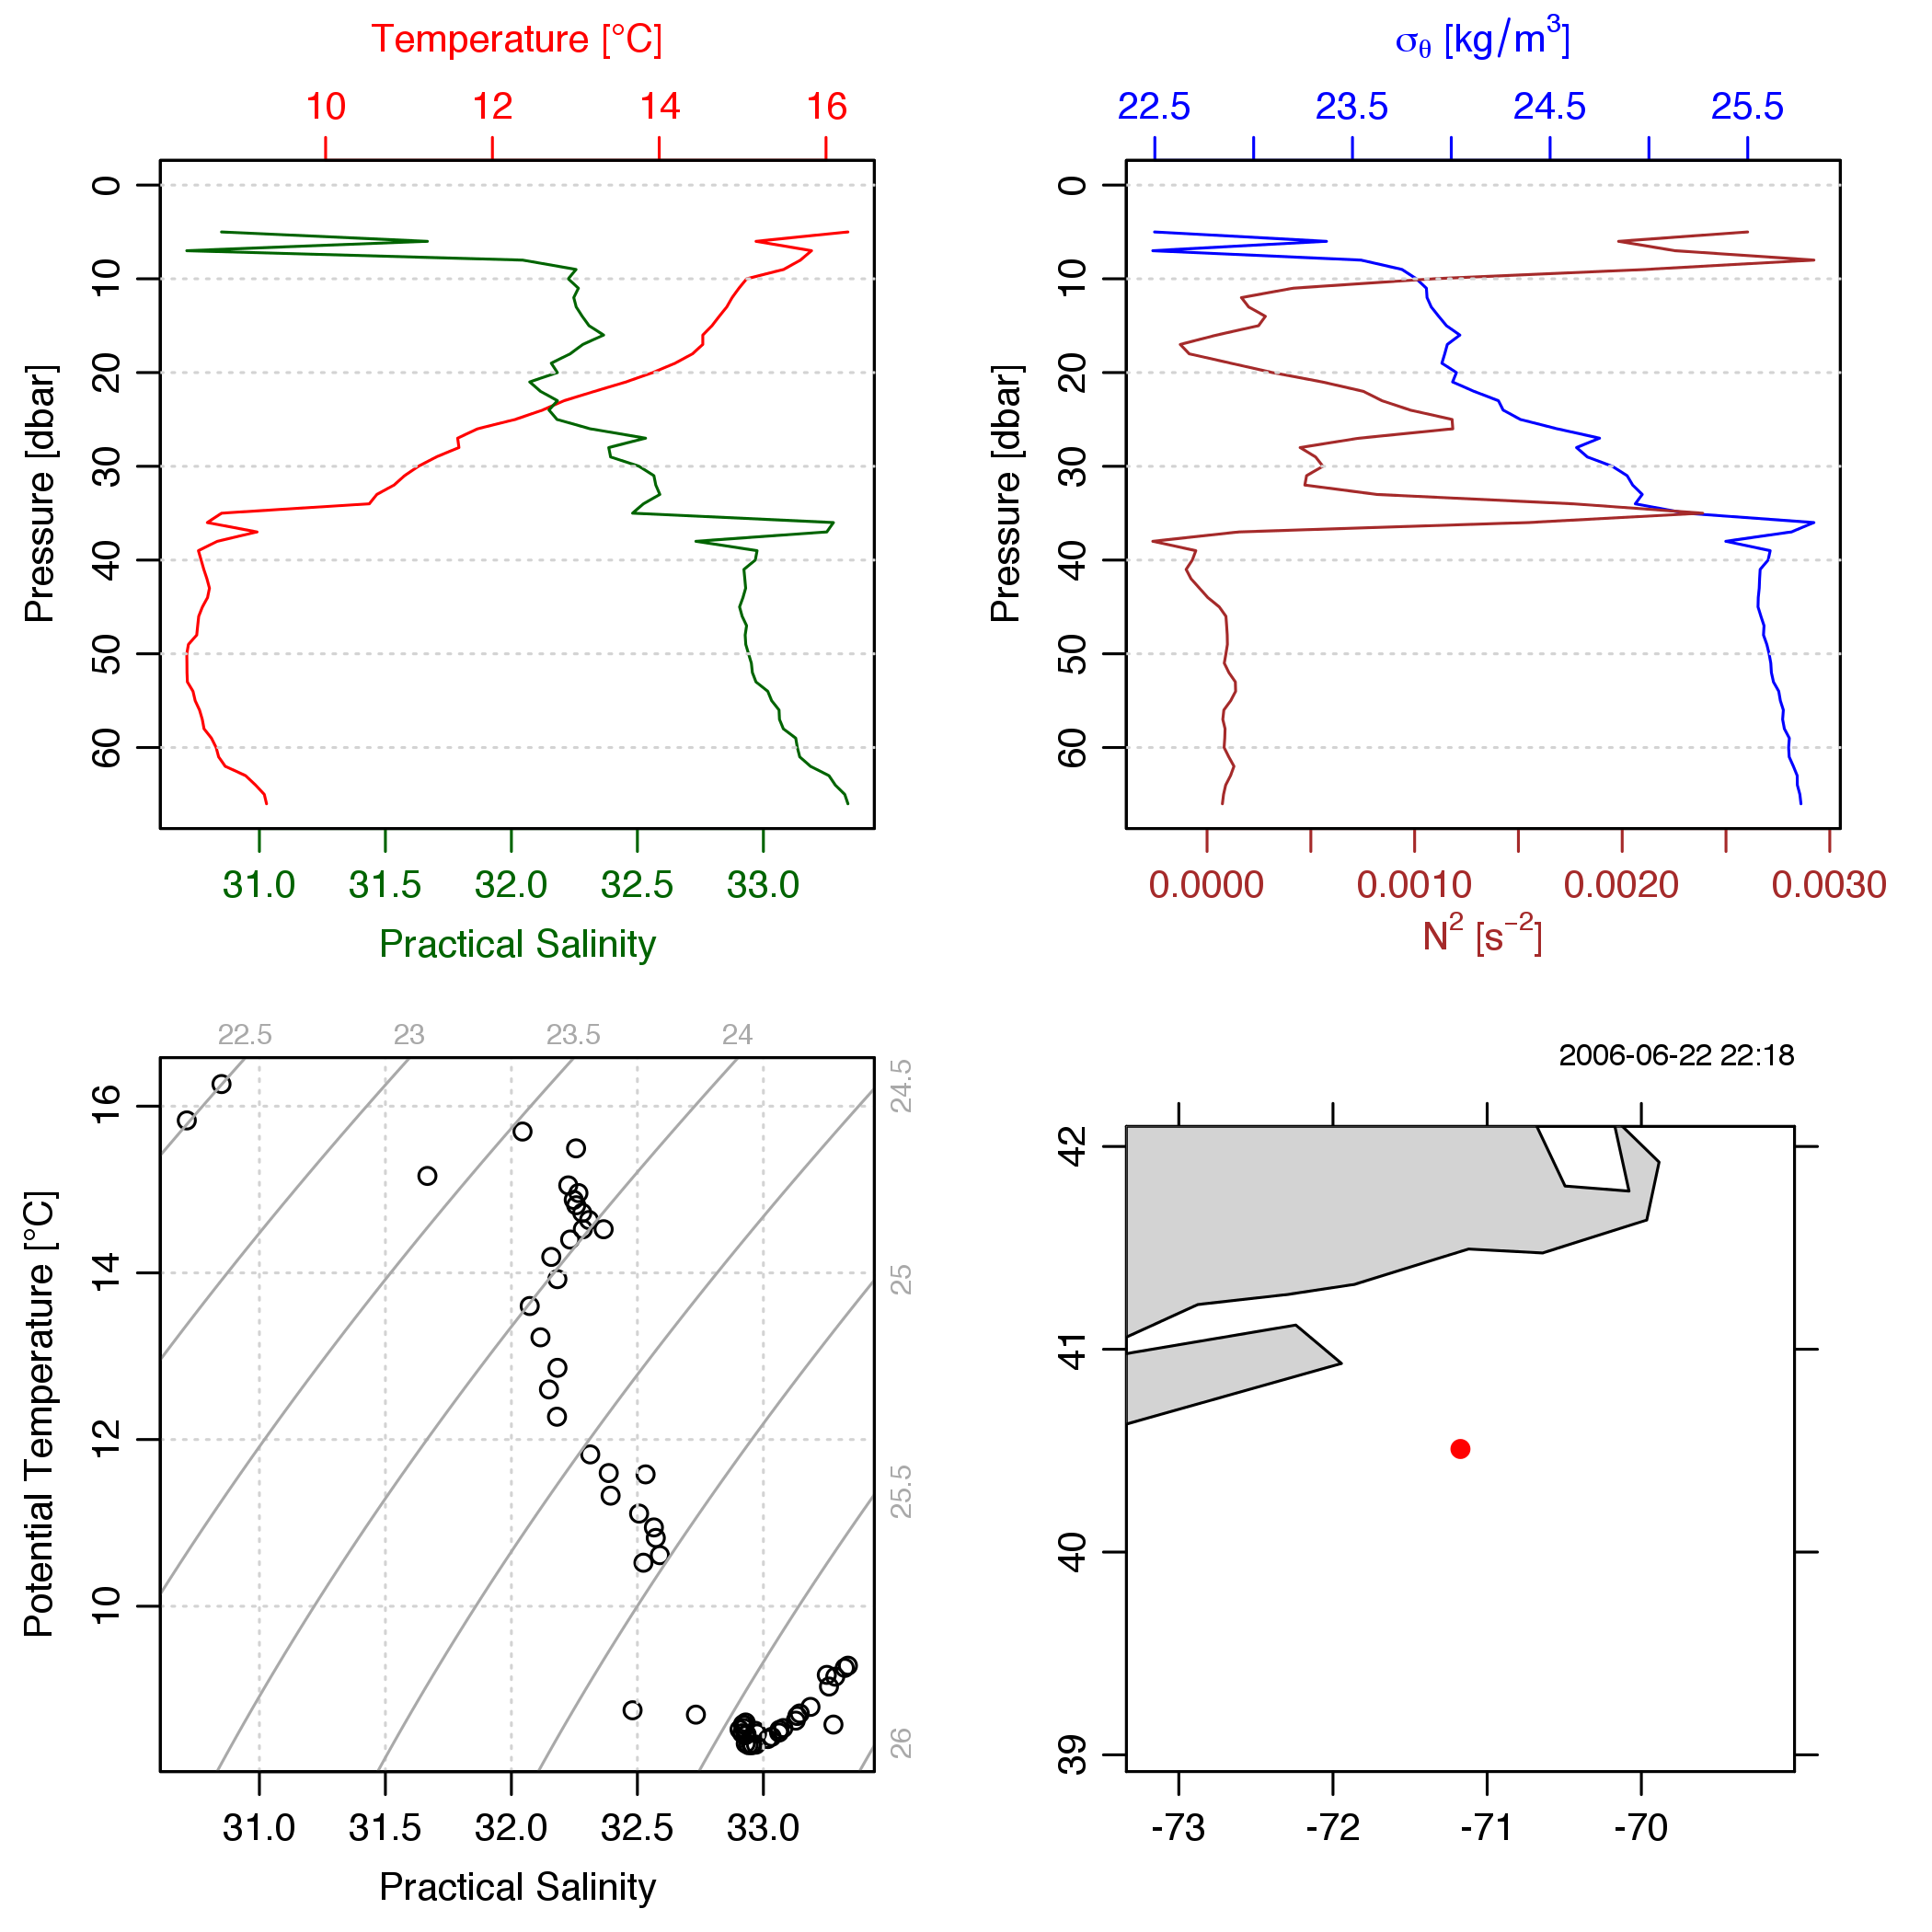 Temperature [°C]
10 12 14 16
Pressure [dbar]
0
10
20
30
40
50
60
31.0 31.5 32.0 32.5 33.0
Practical Salinity
σθ [kg/m³]
22.5 23.5 24.5 25.5
Pressure [dbar]
0
10
20
30
40
50
60
0.0000 0.0010 0.0020 0.0030
N² [s⁻²]
22.5 23 23.5 24
24.5
25
25.5
26
Potential Temperature [°C]
16
14
12
10
31.0 31.5 32.0 32.5 33.0
Practical Salinity
2006-06-22 22:18
42
41
40
39
-73 -72 -71 -70